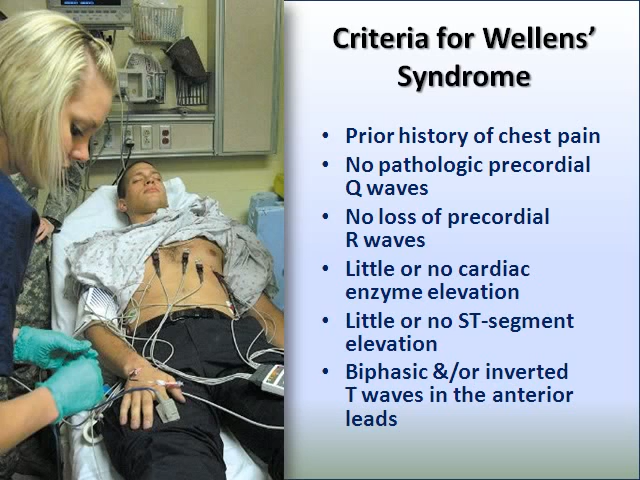 Criteria for Wellens’
Syndrome
• Prior history of chest pain
• No pathologic precordial
Q waves
• No loss of precordial
R waves
• Little or no cardiac
enzyme elevation
• Little or no ST-segment
elevation
• Biphasic &/or inverted
T waves in the anterior
leads